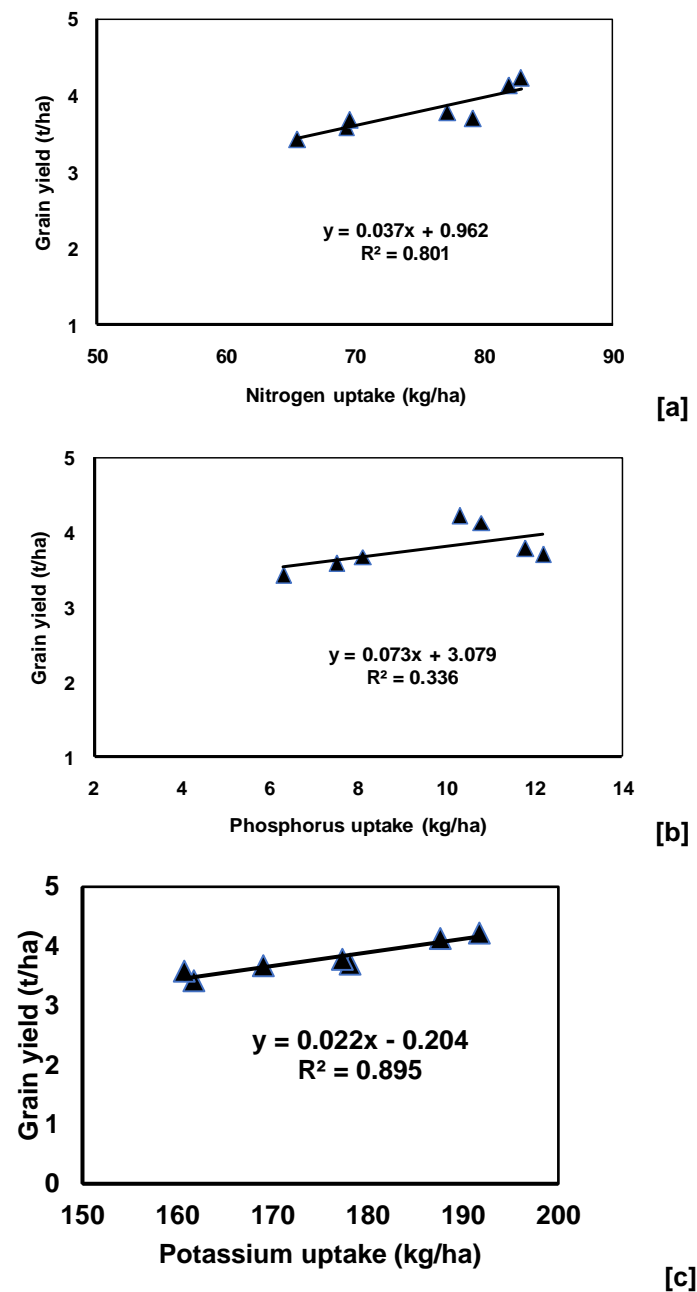 5
4
3
2
1
Grain yield (t/ha)
y = 0.037x + 0.962
R² = 0.801
50 60 70 80 90
Nitrogen uptake (kg/ha)
[a]
5
4
3
2
1
Grain yield (t/ha)
y = 0.073x + 3.079
R² = 0.336
2 4 6 8 10 12 14
Phosphorus uptake (kg/ha)
[b]
5
4
3
2
1
0
Grain yield (t/ha)
y = 0.022x - 0.204
R² = 0.895
150 160 170 180 190 200
Potassium uptake (kg/ha)
[c]